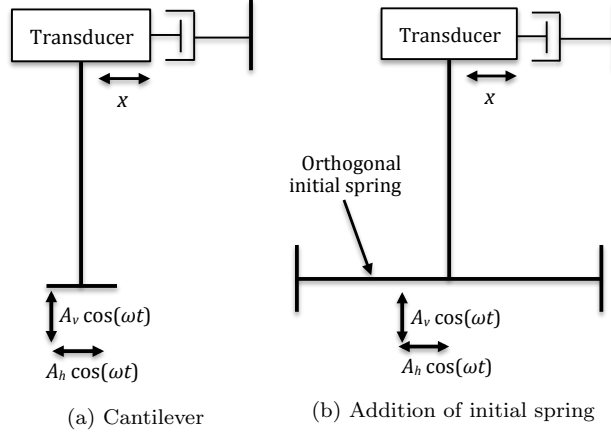 Transducer
x
A_v cos(ωt)
A_h cos(ωt)
(a) Cantilever
Transducer
x
Orthogonal
initial spring
A_v cos(ωt)
A_h cos(ωt)
(b) Addition of initial spring